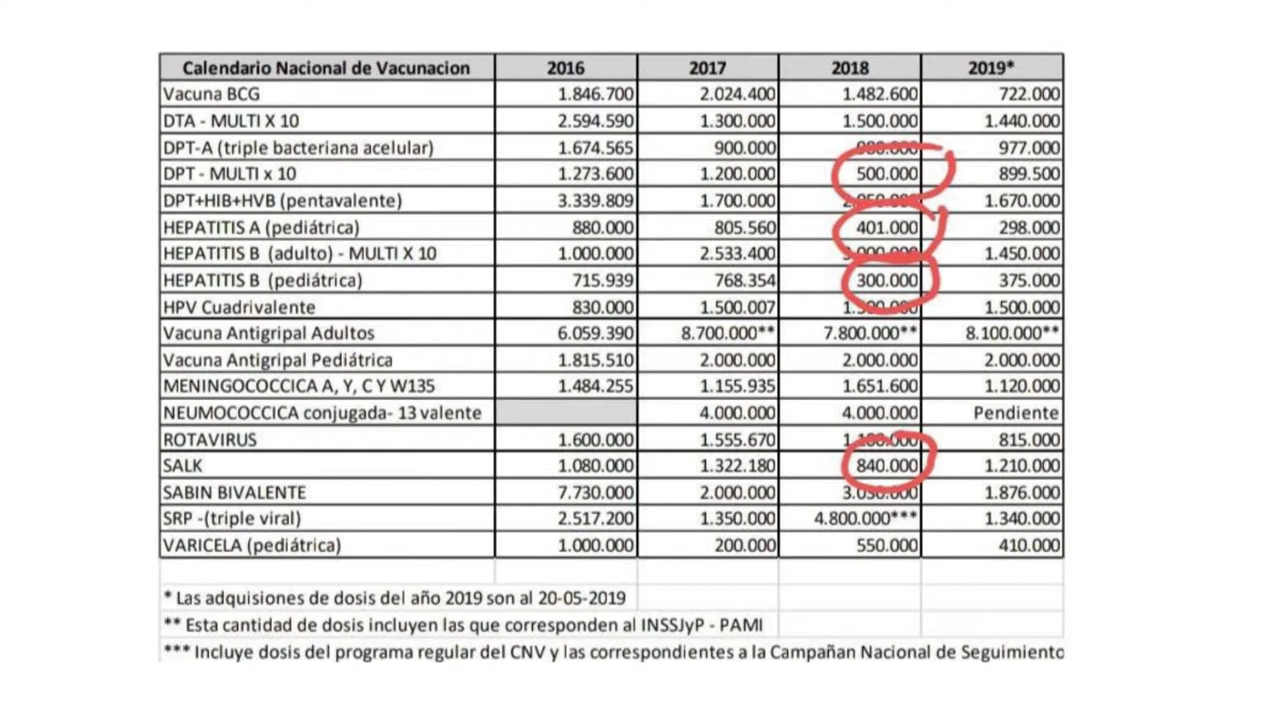 Calendario Nacional de Vacunacion 2016 2017 2018 2019*
Vacuna BCG 1.846.700 2.024.400 1.482.600 722.000
DTA - MULTI X 10 2.594.590 1.300.000 1.500.000 1.440.000
DPT-A (triple bacteriana acelular) 1.674.565 900.000 977.000
DPT - MULTI x 10 1.273.600 1.200.000 500.000 899.500
DPT+HIB+HVB (pentavalente) 3.339.809 1.700.000 1.670.000
HEPATITIS A (pediátrica) 880.000 805.560 401.000 298.000
HEPATITIS B (adulto) - MULTI X 10 1.000.000 2.533.400 1.450.000
HEPATITIS B (pediátrica) 715.939 768.354 300.000 375.000
HPV Cuadrivalente 830.000 1.500.007 1.500.000
Vacuna Antigripal Adultos 6.059.390 8.700.000** 7.800.000** 8.100.000**
Vacuna Antigripal Pediátrica 1.815.510 2.000.000 2.000.000 2.000.000
MENINGOCOCCICA A, Y, C Y W135 1.484.255 1.155.935 1.651.600 1.120.000
NEUMOCOCCICA conjugada- 13 valente 4.000.000 4.000.000 Pendiente
ROTAVIRUS 1.600.000 1.555.670 815.000
SALK 1.080.000 1.322.180 840.000 1.210.000
SABIN BIVALENTE 7.730.000 2.000.000 1.876.000
SRP -(triple viral) 2.517.200 1.350.000 4.800.000*** 1.340.000
VARICELA (pediátrica) 1.000.000 200.000 550.000 410.000
* Las adquisiones de dosis del año 2019 son al 20-05-2019
** Esta cantidad de dosis incluyen las que corresponden al INSSJyP - PAMI
*** Incluye dosis del programa regular del CNV y las correspondientes a la Campañan Nacional de Seguimiento